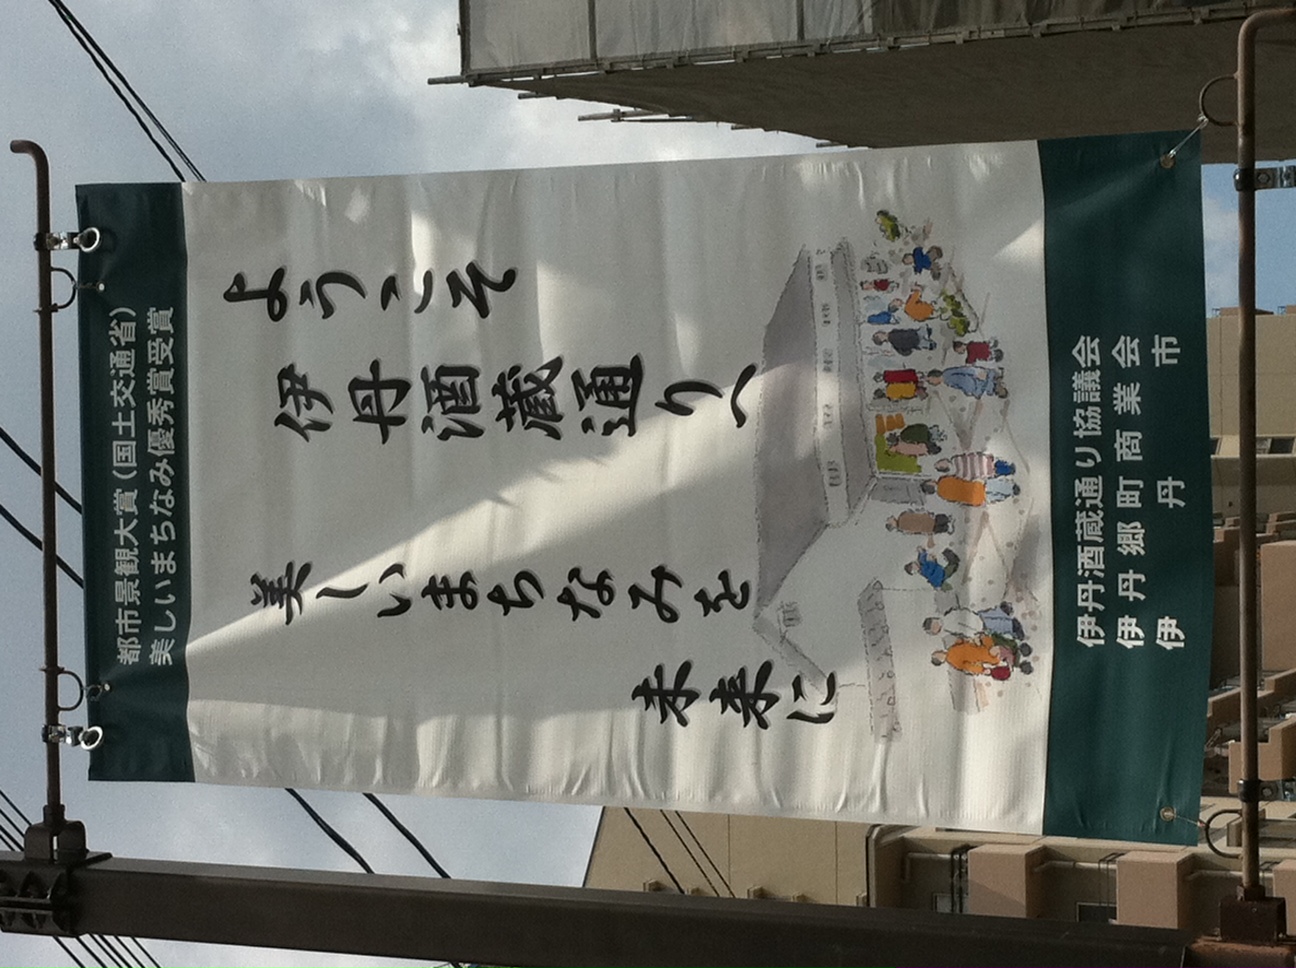 都市景観大賞(国土交通省)
美しいまちなみ優秀賞受賞
ようこそ
伊丹酒蔵通りへ
美しいまちなみを
未来に
伊丹酒蔵通り協議会
伊丹郷町商業会
伊丹市